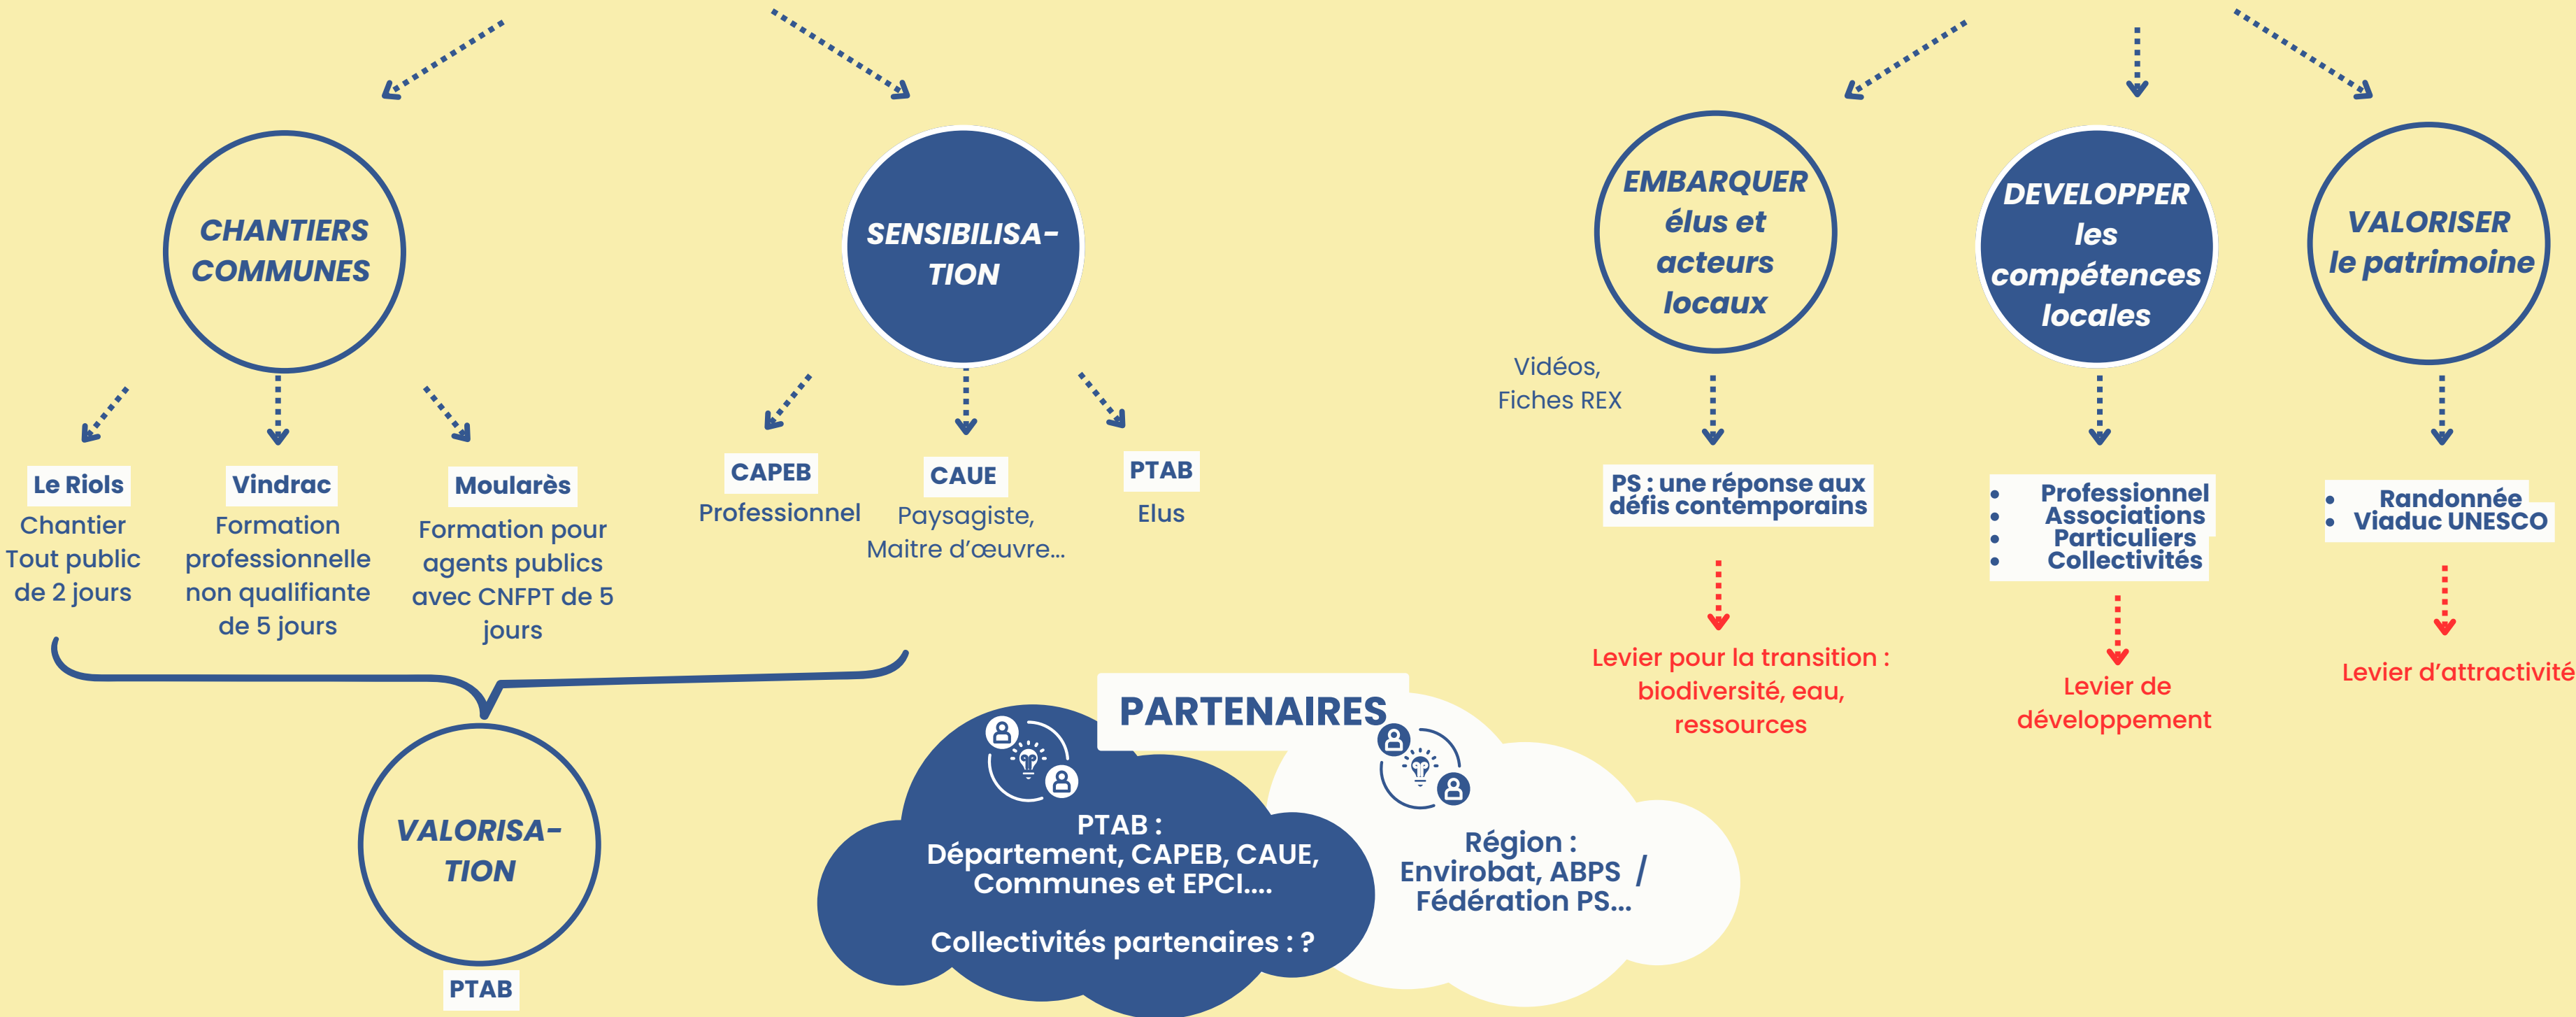 CHANTIERS
COMMUNES
SENSIBILISA-
TION
EMBARQUER
élus et
acteurs
locaux
DEVELOPPER
les
compétences
locales
VALORISER
le patrimoine
Vidéos,
Fiches REX
Le Riols
Chantier
Tout public
de 2 jours
Vindrac
Formation
professionnelle
non qualifiante
de 5 jours
Moularès
Formation pour
agents publics
avec CNFPT de 5
jours
CAPEB
Professionnel
CAUE
Paysagiste,
Maitre d’œuvre...
PTAB
Elus
PS : une réponse aux
défis contemporains
• Professionnel
• Associations
• Particuliers
• Collectivités
• Randonnée
• Viaduc UNESCO
Levier pour la transition :
biodiversité, eau,
ressources
Levier de
développement
Levier d’attractivité
VALORISA-
TION
PTAB
PARTENAIRES
PTAB :
Département, CAPEB, CAUE,
Communes et EPCI....
Collectivités partenaires : ?
Région :
Envirobat, ABPS /
Fédération PS...